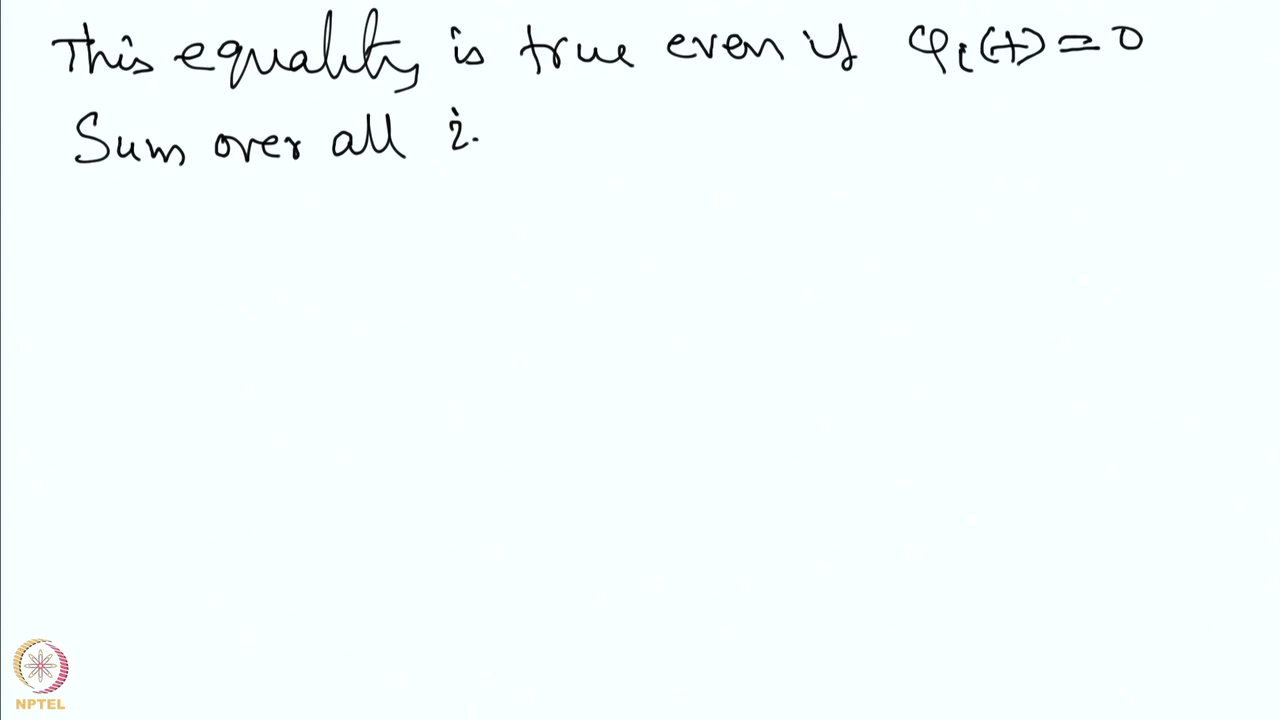 This equality is true even if φᵢ(t) = 0
Sum over all i.
NPTEL